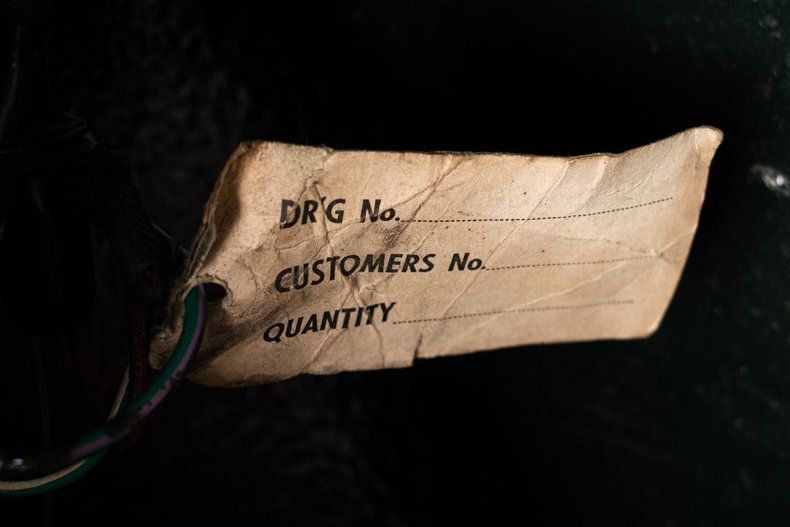 DR'G No.
CUSTOMERS No.
QUANTITY